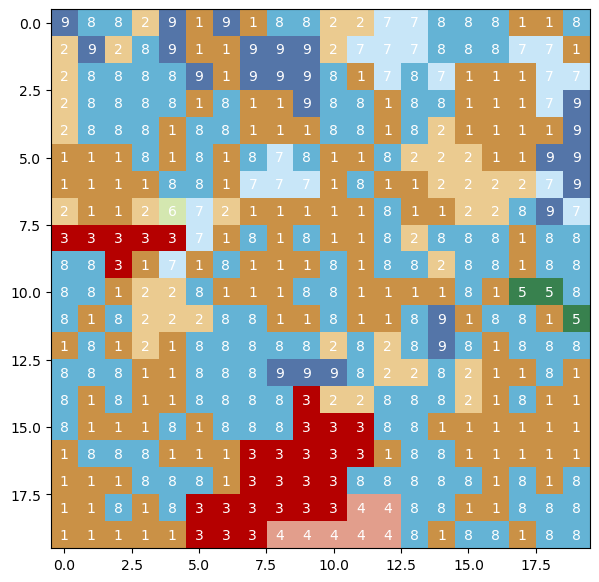 0.0 9 8 8 2 9 1 9 1 8 8 2 2 7 7 8 8 8 1 1 8
2 9 2 8 9 1 1 9 9 9 2 7 7 7 8 8 8 7 7 1
2 8 8 8 8 9 1 9 9 9 8 1 7 8 7 1 1 1 7 7
2.5
2 8 8 8 8 1 8 1 1 9 8 8 1 8 8 1 1 1 7 9
2 8 8 8 1 8 8 1 1 1 8 8 1 8 2 1 1 1 1 9
5.0 1 1 1 8 1 8 1 8 7 8 1 1 8 2 2 2 1 1 9 9
1 1 1 1 8 8 1 7 7 7 1 8 1 1 2 2 2 2 7 9
2 1 1 2 6 7 2 1 1 1 1 1 8 1 1 2 2 8 9 7
7.5
3 3 3 3 3 7 1 8 1 8 1 1 8 2 8 8 8 1 8 8
8 8 3 1 7 1 8 1 1 1 8 1 8 8 2 8 8 1 8 8
10.0 8 8 1 2 2 8 1 1 1 8 8 1 1 1 1 8 1 5 5 8
8 1 8 2 2 2 8 8 1 1 8 1 1 8 9 1 8 8 1 5
1 8 1 2 1 8 8 8 8 8 2 8 2 8 9 8 1 8 8 8
12.5
8 8 8 1 1 8 8 8 9 9 9 8 2 2 8 2 1 1 8 1
8 1 8 1 1 8 8 8 8 3 2 2 8 8 8 2 1 8 1 1
15.0 8 1 1 1 8 1 8 8 8 3 3 3 8 8 1 1 1 1 1 1
1 8 8 8 1 1 1 3 3 3 3 3 1 8 8 1 1 1 1 1
1 1 1 8 8 8 1 3 3 3 3 8 8 8 8 8 8 1 8 1
17.5
1 1 8 1 8 3 3 3 3 3 3 4 4 8 8 1 1 8 8 8
1 1 1 1 1 3 3 3 4 4 4 4 4 8 1 8 8 1 8 8
0.0 2.5 5.0 7.5 10.0 12.5 15.0 17.5